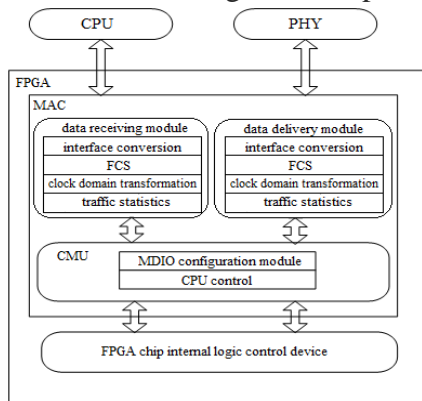 CPU
PHY
FPGA
MAC
data receiving module
interface conversion
FCS
clock domain transformation
traffic statistics
data delivery module
interface conversion
FCS
clock domain transformation
traffic statistics
CMU
MDIO configuration module
CPU control
FPGA chip internal logic control device